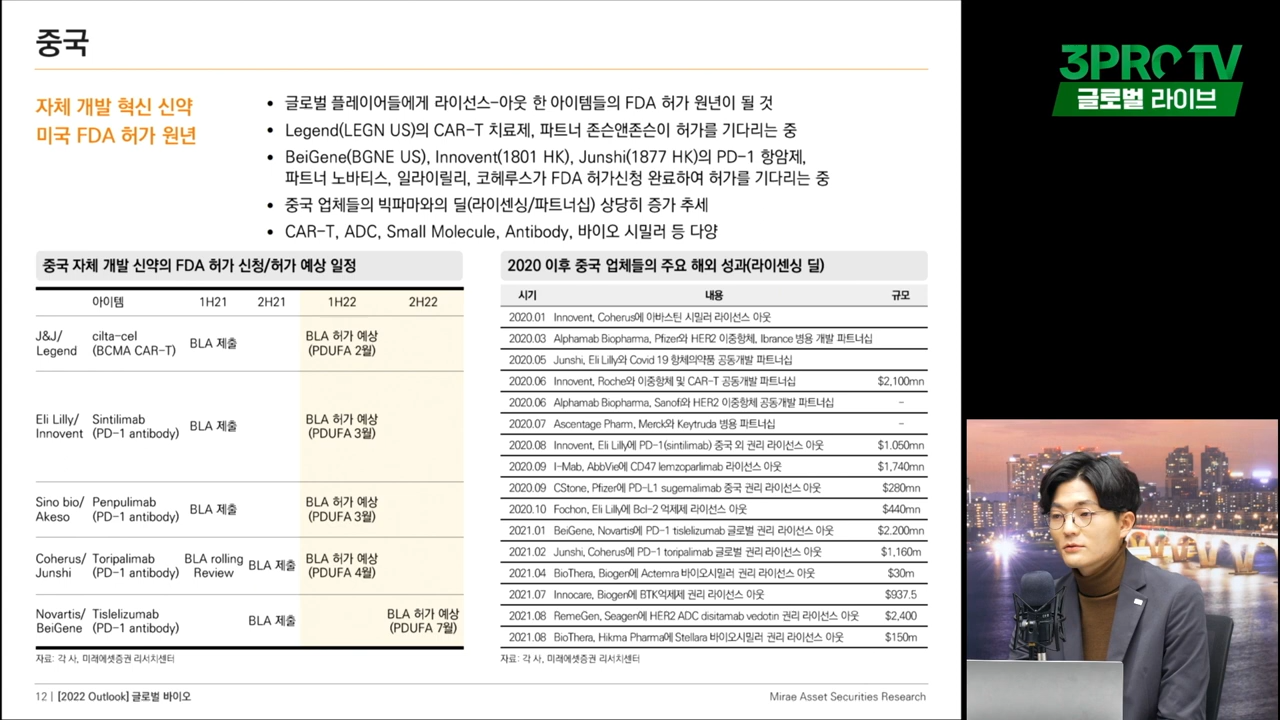 중국
자체 개발 혁신 신약
미국 FDA 허가 원년
• 글로벌 플레이어들에게 라이선스-아웃 한 아이템들의 FDA 허가 원년이 될 것
• Legend(LEGN US)의 CAR-T 치료제, 파트너 존슨앤존슨이 허가를 기다리는 중
• BeiGene(BGNE US), Innovent(1801 HK), Junshi(1877 HK)의 PD-1 항암제,
파트너 노바티스, 일라이릴리, 코헤루스가 FDA 허가신청 완료하여 허가를 기다리는 중
• 중국 업체들의 빅파마와의 딜(라이센싱/파트너십) 상당히 증가 추세
• CAR-T, ADC, Small Molecule, Antibody, 바이오 시밀러 등 다양
중국 자체 개발 신약의 FDA 허가 신청/허가 예상 일정
아이템 1H21 2H21 1H22 2H22
J&J/ cilta-cel BLA 제출 BLA 허가 예상
Legend (BCMA CAR-T) (PDUFA 2월)
Eli Lilly/ Sintilimab BLA 제출 BLA 허가 예상
Innovent (PD-1 antibody) (PDUFA 3월)
Sino bio/ Penpulimab BLA 제출 BLA 허가 예상
Akeso (PD-1 antibody) (PDUFA 3월)
Coherus/ Toripalimab BLA rolling BLA 제출 BLA 허가 예상
Junshi (PD-1 antibody) Review (PDUFA 4월)
Novartis/ Tislelizumab BLA 제출 BLA 허가 예상
BeiGene (PD-1 antibody) (PDUFA 7월)
자료: 각 사, 미래에셋증권 리서치센터
2020 이후 중국 업체들의 주요 해외 성과(라이센싱 딜)
시기 내용 규모
2020.01 Innovent, Coherus에 아바스틴 시밀러 라이선스 아웃
2020.03 Alphamab Biopharma, Pfizer와 HER2 이중항체, Ibrance 병용 개발 파트너십
2020.05 Junshi, Eli Lilly와 Covid 19 항체의약품 공동개발 파트너십
2020.06 Innovent, Roche와 이중항체 및 CAR-T 공동개발 파트너십 $2,100mn
2020.06 Alphamab Biopharma, Sanofi와 HER2 이중항체 공동개발 파트너십 -
2020.07 Ascentage Pharm, Merck와 Keytruda 병용 파트너십 -
2020.08 Innovent, Eli Lilly에 PD-1(sintilimab) 중국 외 권리 라이선스 아웃 $1.050mn
2020.09 I-Mab, AbbVie에 CD47 lemzoparlimab 라이선스 아웃 $1,740mn
2020.09 CStone, Pfizer에 PD-L1 sugemalimab 중국 권리 라이선스 아웃 $280mn
2020.10 Fochon, Eli Lilly에 Bcl-2 억제제 라이선스 아웃 $440mn
2021.01 BeiGene, Novartis에 PD-1 tislelizumab 글로벌 권리 라이선스 아웃 $2.200mn
2021.02 Junshi, Coherus에 PD-1 toripalimab 글로벌 권리 라이선스 아웃 $1,160m
2021.04 BioThera, Biogen에 Actemra 바이오시밀러 권리 라이선스 아웃 $30m
2021.07 Innocare, Biogen에 BTK억제제 권리 라이선스 아웃 $937.5
2021.08 RemeGen, Seagen에 HER2 ADC disitamab vedotin 권리 라이선스 아웃 $2,400
2021.08 BioThera, Hikma Pharma에 Stellara 바이오시밀러 권리 라이선스 아웃 $150m
자료: 각 사, 미래에셋증권 리서치센터
12 | [2022 Outlook] 글로벌 바이오
Mirae Asset Securities Research
3PRO TV
글로벌 라이브